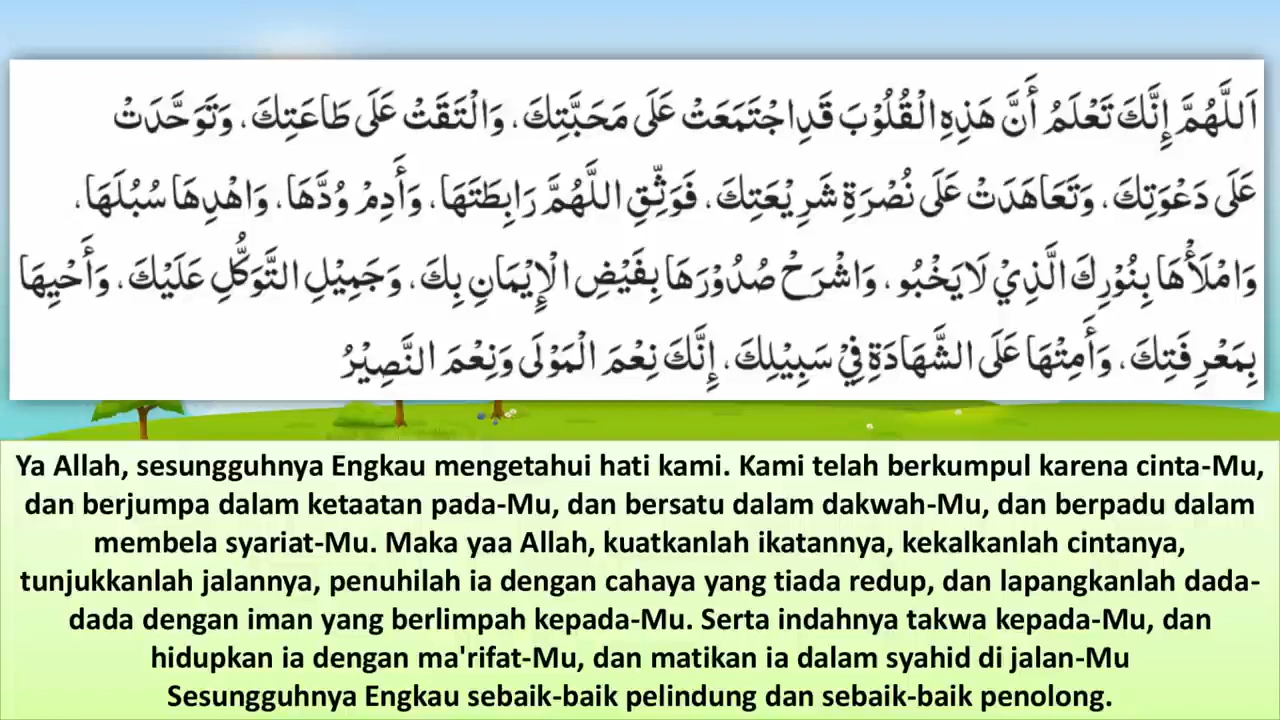 اَللَّهُمَّ إِنَّكَ تَعْلَمُ أَنَّ هَذِهِ الْقُلُوْبَ قَدِاجْتَمَعَتْ عَلَى مَحَبَّتِكَ، وَالْتَقَتْ عَلَى طَاعَتِكَ، وَتَوَحَّدَتْ
عَلَى دَعْوَتِكَ، وَتَعَاهَدَتْ عَلَى نُصْرَةِ شَرِيْعَتِكَ، فَوَثِّقِ اللَّهُمَّ رَابِطَتَهَا، وَأَدِمْ وُدَّهَا، وَاهْدِهَا سُبُلَهَا،
وَامْلَأْهَا بِنُوْرِكَ الَّذِيْ لَايَخْبُو، وَاشْرَحْ صُدُوْرَهَا بِفَيْضِ الْإِيْمَانِ بِكَ، وَجَمِيْلِ التَّوَكُّلِ عَلَيْكَ، وَأَحْيِهَا
بِمَعْرِفَتِكَ، وَأَمِتْهَا عَلَى الشَّهَادَةِ فِيْ سَبِيْلِكَ، إِنَّكَ نِعْمَ الْمَوْلَى وَنِعْمَ النَّصِيْرُ
Ya Allah, sesungguhnya Engkau mengetahui hati kami. Kami telah berkumpul karena cinta-Mu,
dan berjumpa dalam ketaatan pada-Mu, dan bersatu dalam dakwah-Mu, dan berpadu dalam
membela syariat-Mu. Maka yaa Allah, kuatkanlah ikatannya, kekalkanlah cintanya,
tunjukkanlah jalannya, penuhilah ia dengan cahaya yang tiada redup, dan lapangkanlah dada-
dada dengan iman yang berlimpah kepada-Mu. Serta indahnya takwa kepada-Mu, dan
hidupkan ia dengan ma'rifat-Mu, dan matikan ia dalam syahid di jalan-Mu
Sesungguhnya Engkau sebaik-baik pelindung dan sebaik-baik penolong.